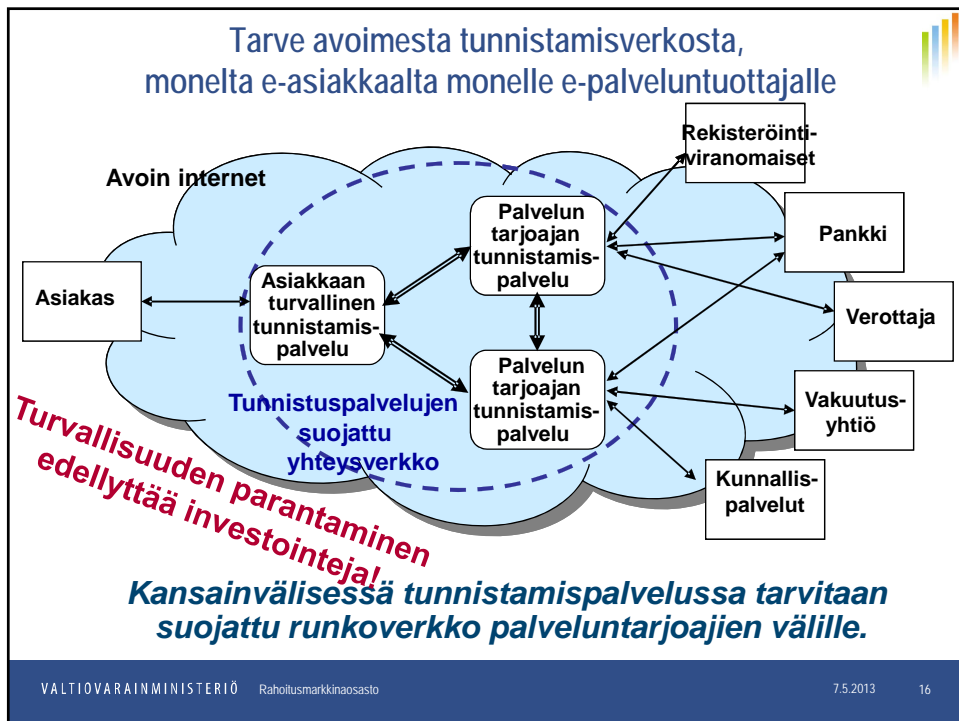 Tarve avoimesta tunnistamisverkosta,
monelta e-asiakkaalta monelle e-palveluntuottajalle
Rekisteröinti-
viranomaiset
Avoin internet
Palvelun
tarjoajan
tunnistamis-
palvelu
Pankki
Asiakas
Asiakkaan
turvallinen
tunnistamis-
palvelu
Verottaja
Palvelun
tarjoajan
tunnistamis-
palvelu
Vakuutus-
yhtiö
Tunnistuspalvelujen
suojattu
yhteysverkko
Kunnallis-
palvelut
Turvallisuuden parantaminen
edellyttää investointeja!
Kansainvälisessä tunnistamispalvelussa tarvitaan
suojattu runkoverkko palveluntarjoajien välille.
VALTIOVARAINMINISTERIÖ Rahoitusmarkkinaosasto 7.5.2013 16